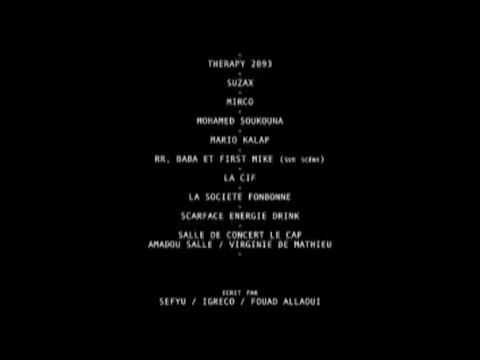 THERAPY 2093
SUZAX
MIRCO
MOHAMED SOUKOUNA
MARIO KALAP
RR, BABA ET FIRST MIKE (SUR SCÈNE)
LA CIF
LA SOCIETE FONBONNE
SCARFACE ENERGIE DRINK
SALLE DE CONCERT LE CAP
AMADOU SALLE / VIRGINIE DE MATHIEU
ECRIT PAR
SEFYU / IGRECO / FOUAD ALLAOUI